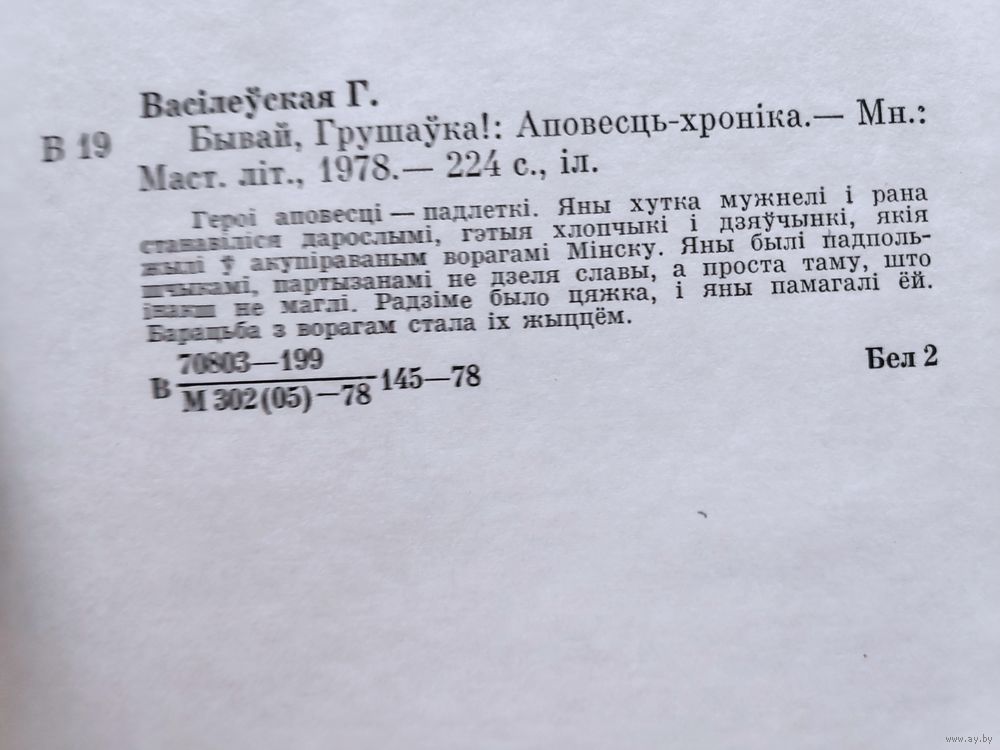 Васілеўская Г.
В 19 Бывай, Грушаўка!: Аповесць-хроніка.— Мн.:
Маст. літ., 1978.— 224 с., іл.
Героі аповесці — падлеткі. Яны хутка мужнелі і рана
станавіліся дарослымі, гэтыя хлопчыкі і дзяўчынкі, якія
жылі ў акупіраваным ворагамі Мінску. Яны былі падполь-
шчыкамі, партызанамі не дзеля славы, а проста таму, што
інакш не маглі. Радзіме было цяжка, і яны памагалі ёй.
Барацьба з ворагам стала іх жыццём.
70803—199
В 145—78 Бел 2
М 302(05)—78
www.ay.by